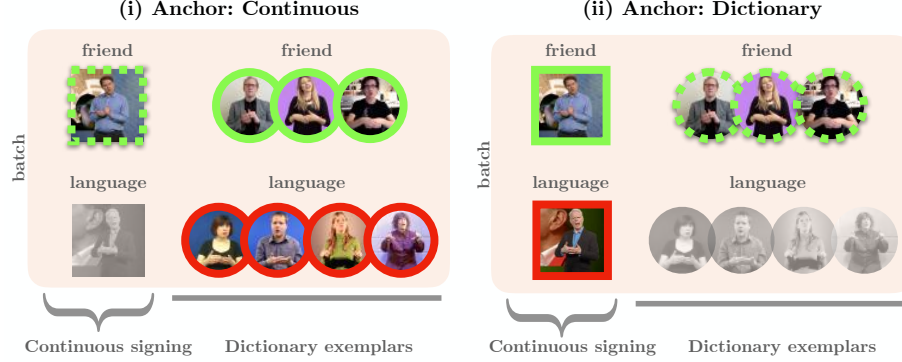 (i) Anchor: Continuous
friend
friend
batch
language
language
Continuous signing
Dictionary exemplars
(ii) Anchor: Dictionary
friend
friend
batch
language
language
Continuous signing
Dictionary exemplars